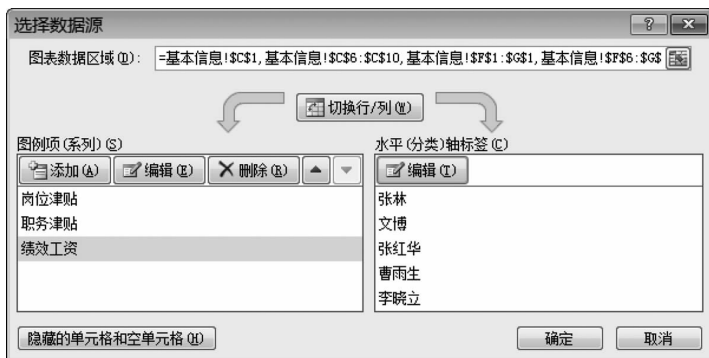 选择数据源
图表数据区域(D): =基本信息!$C$1,基本信息!$C$6:$C$10,基本信息!$F$1:$G$1,基本信息!$F$6:$G$
切换行/列(W)
图例项(系列)(S)
水平(分类)轴标签(C)
添加(A) 编辑(E) 删除(R)
编辑(T)
岗位津贴
职务津贴
绩效工资
张林
文博
张红华
曹雨生
李晓立
隐藏的单元格和空单元格(H)
确定 取消